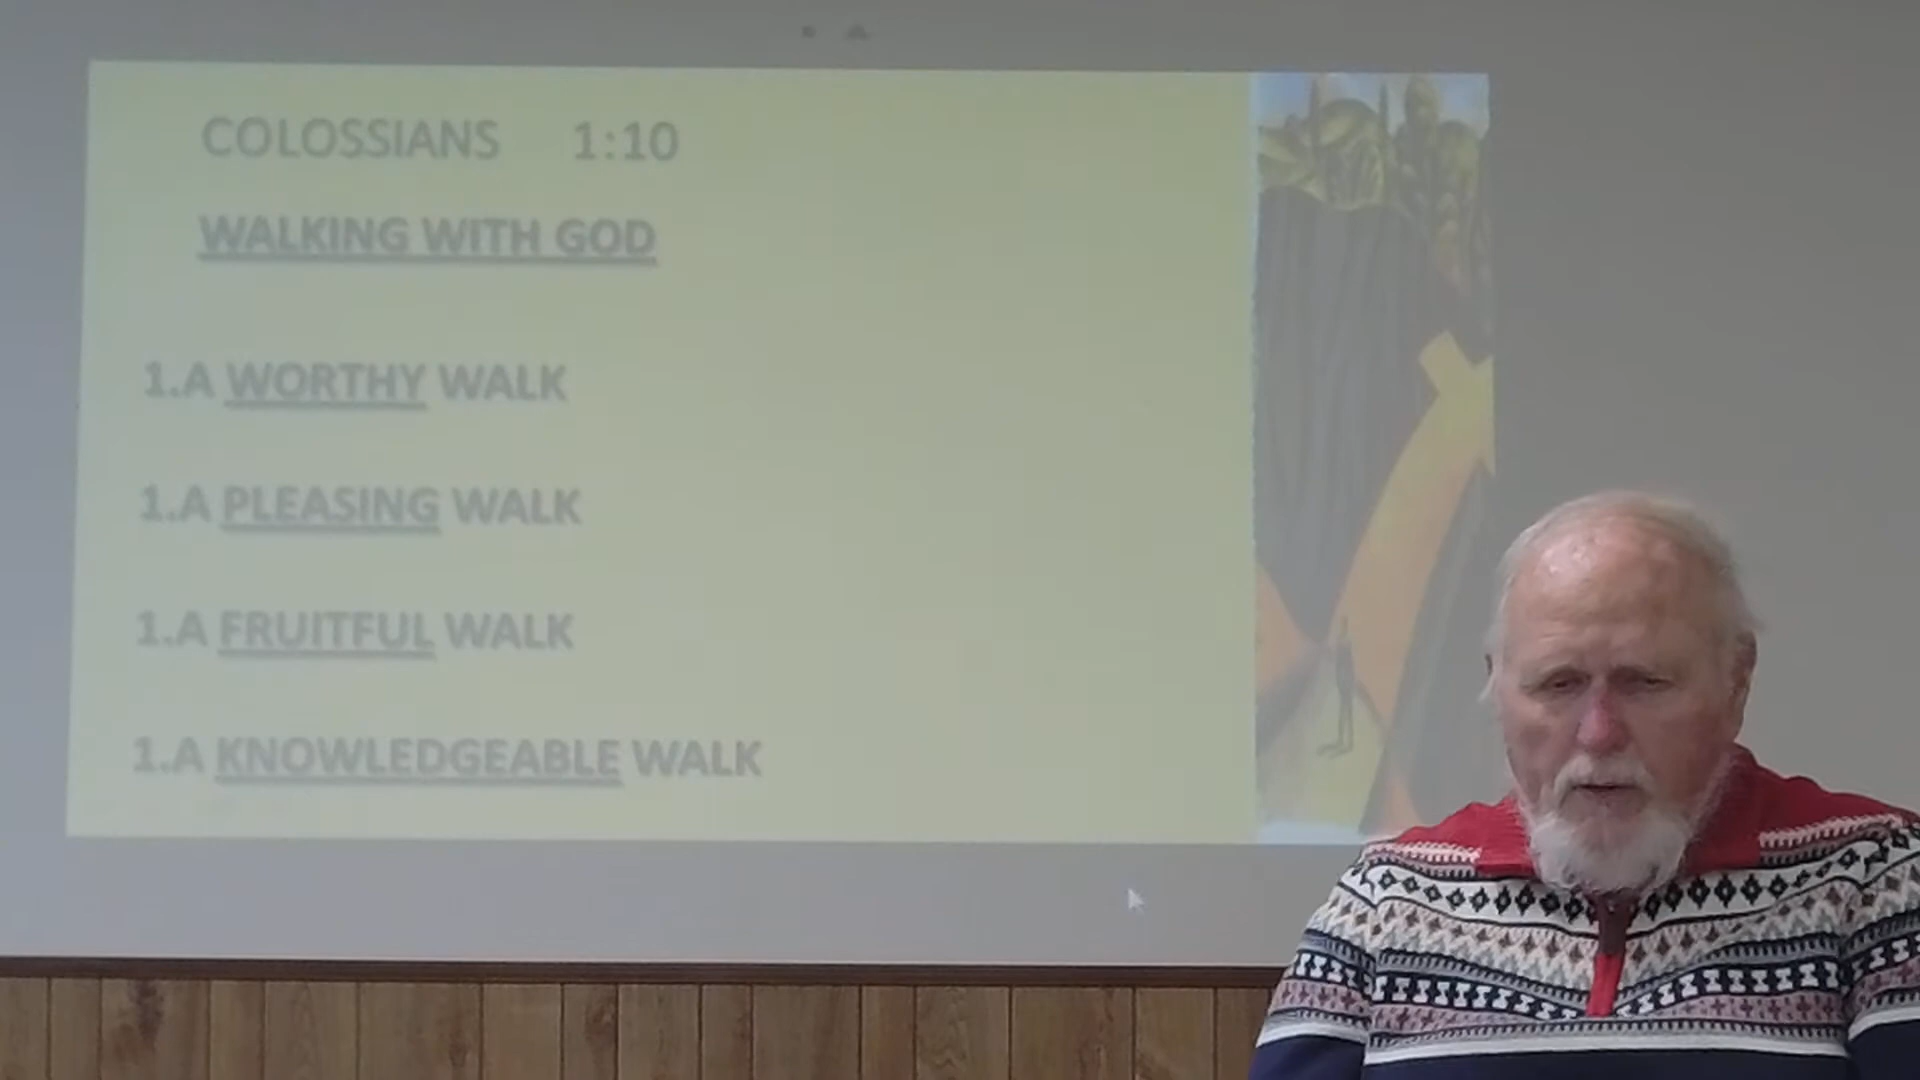 COLOSSIANS 1:10
WALKING WITH GOD
1.A WORTHY WALK
1.A PLEASING WALK
1.A FRUITFUL WALK
1.A KNOWLEDGEABLE WALK